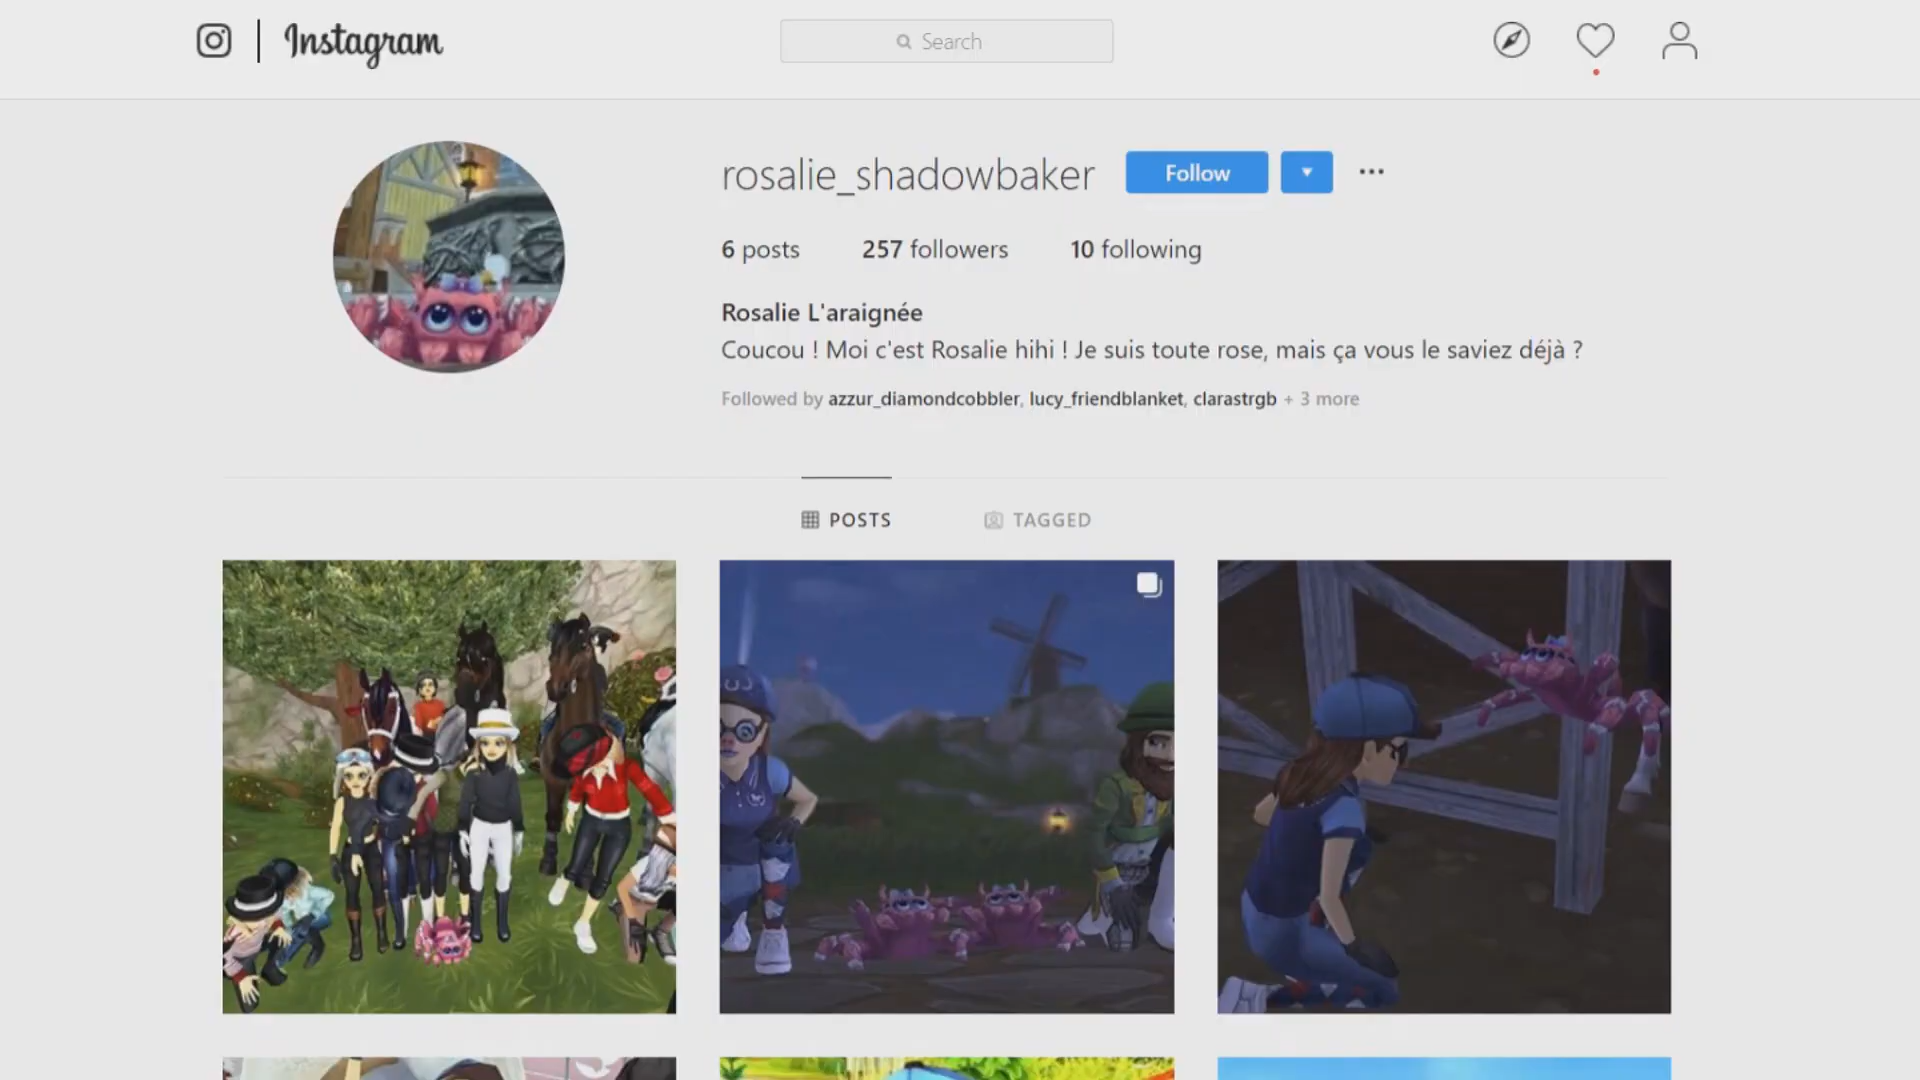 Instagram
Search
rosalie_shadowbaker
Follow
6 posts 257 followers 10 following
Rosalie L'araignée
Coucou ! Moi c'est Rosalie hihi ! Je suis toute rose, mais ça vous le saviez déjà ?
Followed by azzur_diamondcobbler, lucy_friendblanket, clarastrgb + 3 more
POSTS TAGGED